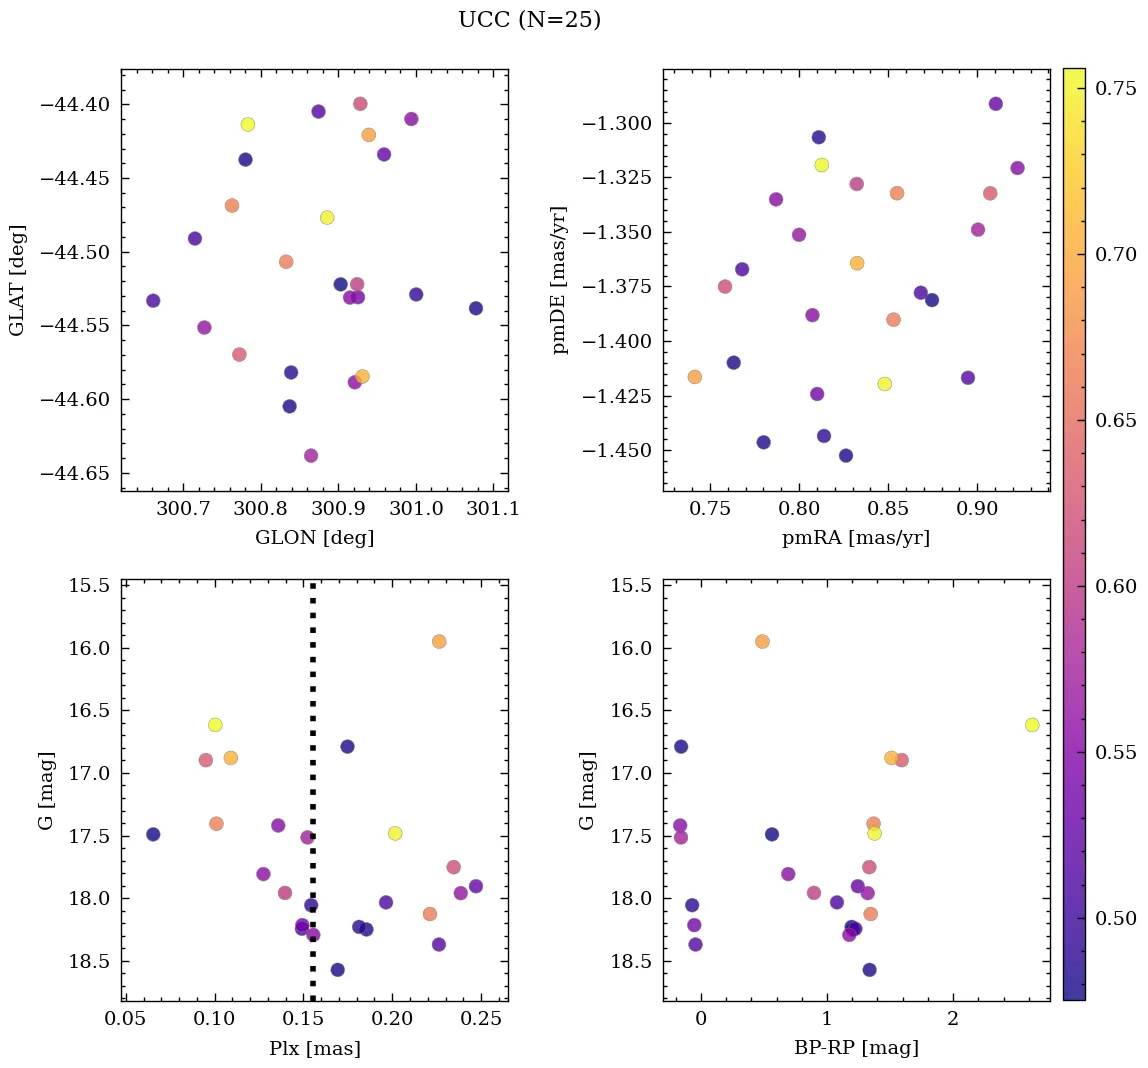 UCC (N=25)
−44.40
−44.45
−44.50
−44.55
−44.60
−44.65
GLAT [deg]
300.7 300.8 300.9 301.0 301.1
GLON [deg]
−1.300
−1.325
−1.350
−1.375
−1.400
−1.425
−1.450
pmDE [mas/yr]
0.75 0.80 0.85 0.90
pmRA [mas/yr]
15.5
16.0
16.5
17.0
17.5
18.0
18.5
G [mag]
0.05 0.10 0.15 0.20 0.25
Plx [mas]
15.5
16.0
16.5
17.0
17.5
18.0
18.5
G [mag]
0 1 2
BP-RP [mag]
0.75
0.70
0.65
0.60
0.55
0.50